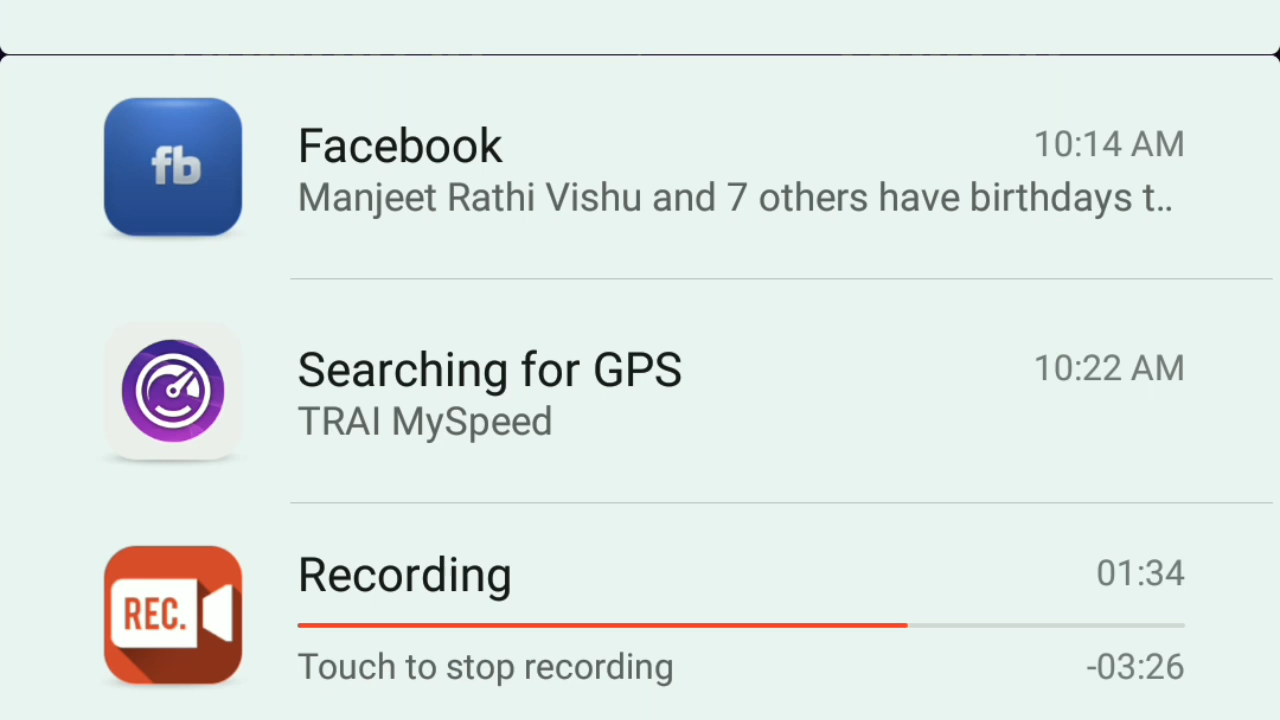 fb
Facebook
10:14 AM
Manjeet Rathi Vishu and 7 others have birthdays t..
Searching for GPS
10:22 AM
TRAI MySpeed
REC.
Recording
01:34
Touch to stop recording
-03:26